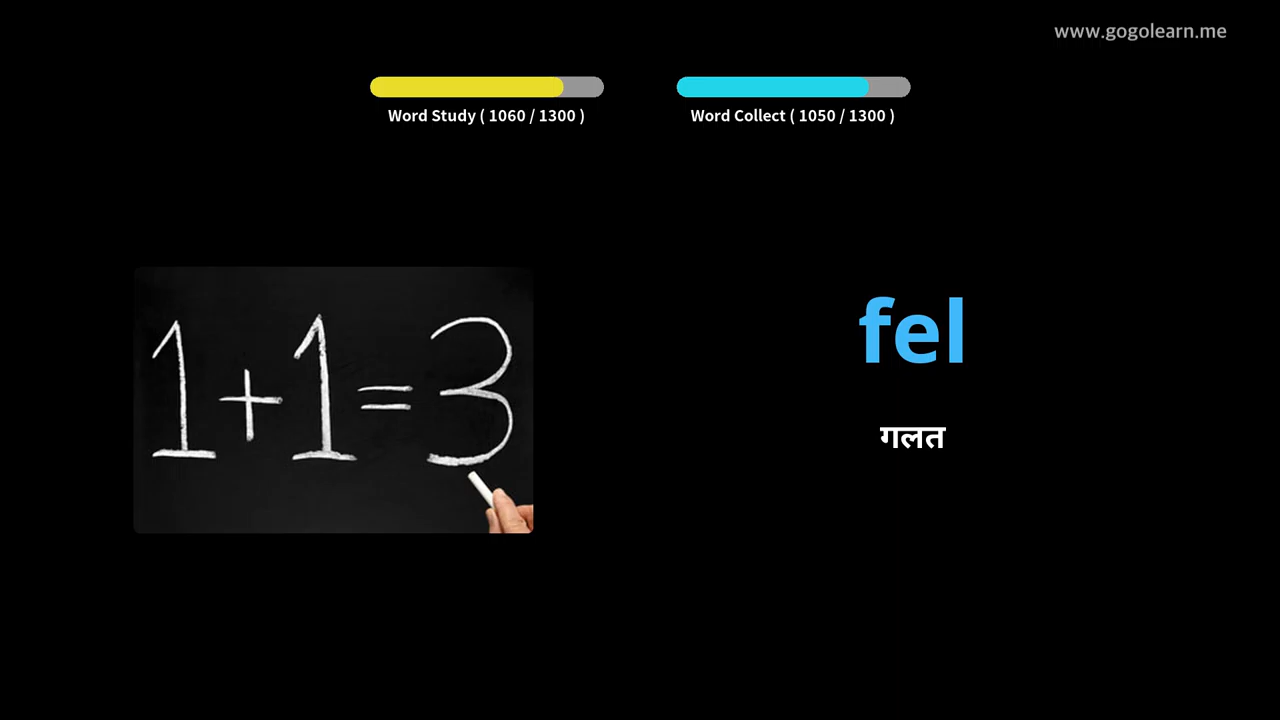 www.gogolearn.me
Word Study ( 1060 / 1300 )
Word Collect ( 1050 / 1300 )
1+1=3
fel
गलत